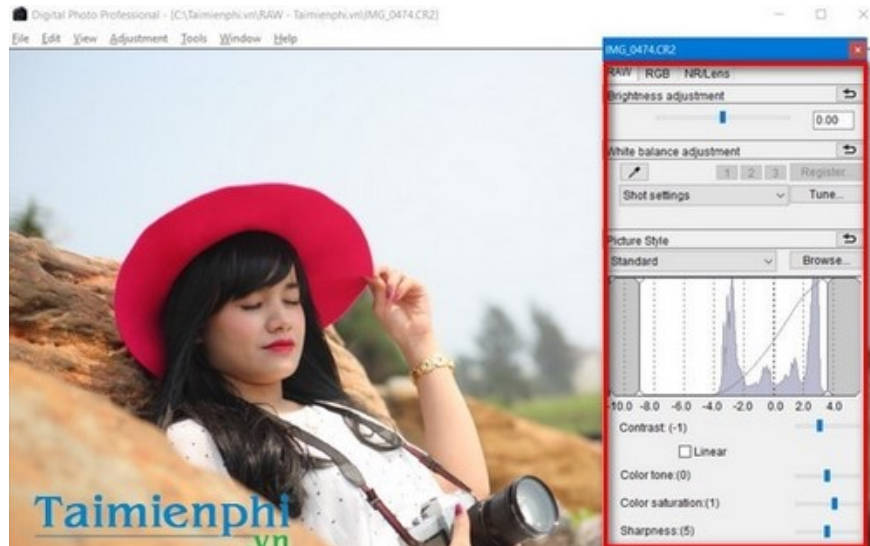 Digital Photo Professional - [C:\Taimienphi.vn\RAW - Taimienphi.vn\IMG_0474.CR2]
File Edit View Adjustment Tools Window Help
IMG_0474.CR2
RAW RGB NR/Lens
Brightness adjustment
0.00
White balance adjustment
1 2 3 Register...
Shot settings Tune...
Picture Style
Standard Browse...
-10.0 -8.0 -6.0 -4.0 -2.0 0.0 2.0 4.0
Contrast: (-1)
Linear
Color tone:(0)
Color saturation:(1)
Sharpness:(5)
Taimienphi
vn